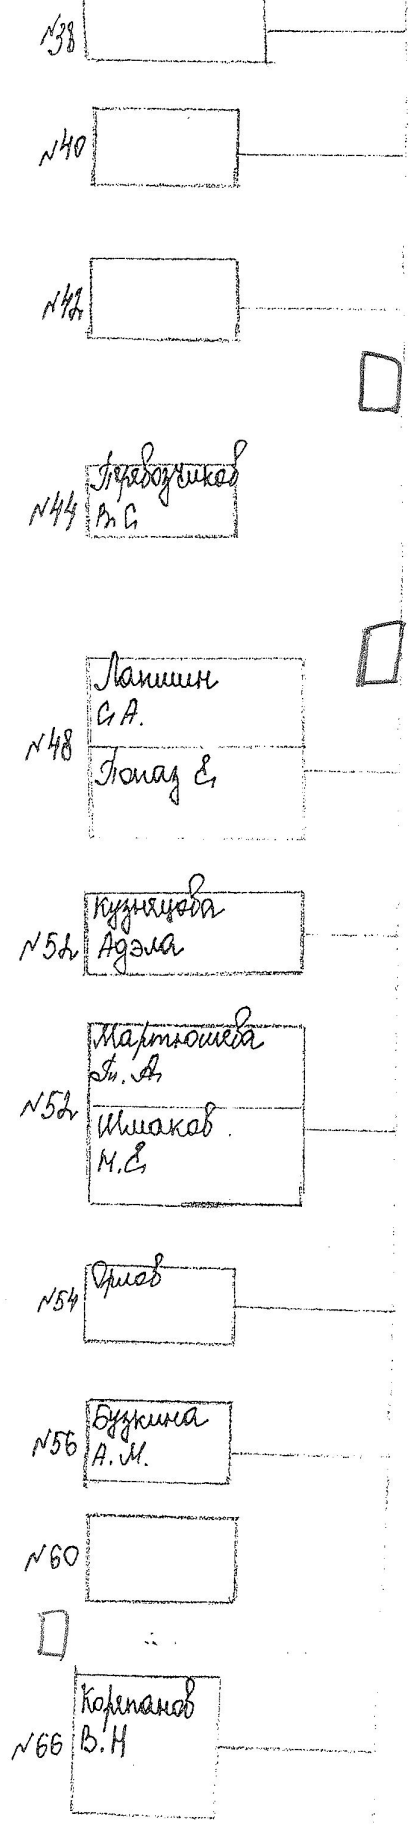 №38
№40
№42
№44
Перевозчиков
В. С.
№48
Лапшин
С. А.
Попаз Е.
№52
Кузнецова
Адэла
№52
Мартюшева
Т. А.
Шмаков
М. Е.
№54
Орлов
№56
Бузкина
А. М.
№60
№66
Корепанов
В. Н